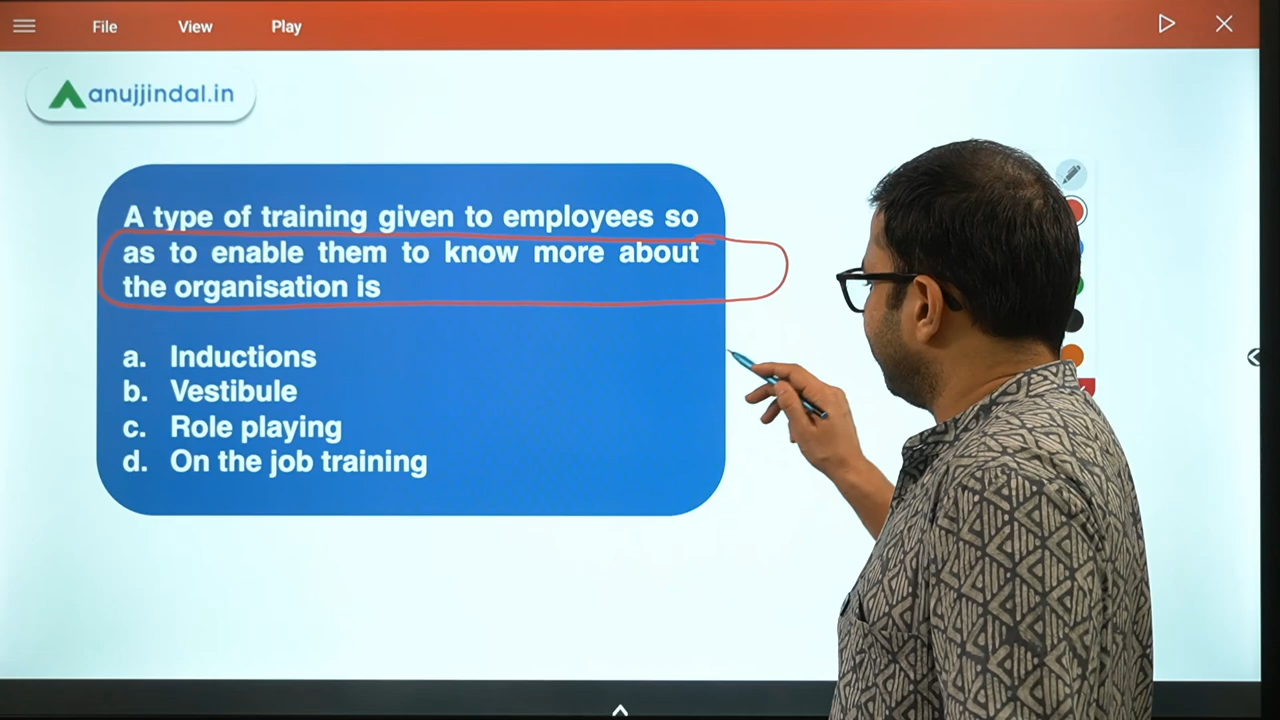 File View Play
anujjindal.in
A type of training given to employees so
as to enable them to know more about
the organisation is
a. Inductions
b. Vestibule
c. Role playing
d. On the job training